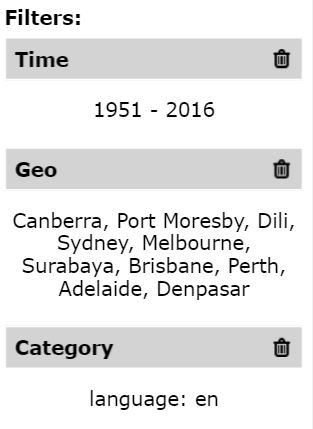 Filters:
Time
1951 - 2016
Geo
Canberra, Port Moresby, Dili,
Sydney, Melbourne,
Surabaya, Brisbane, Perth,
Adelaide, Denpasar
Category
language: en